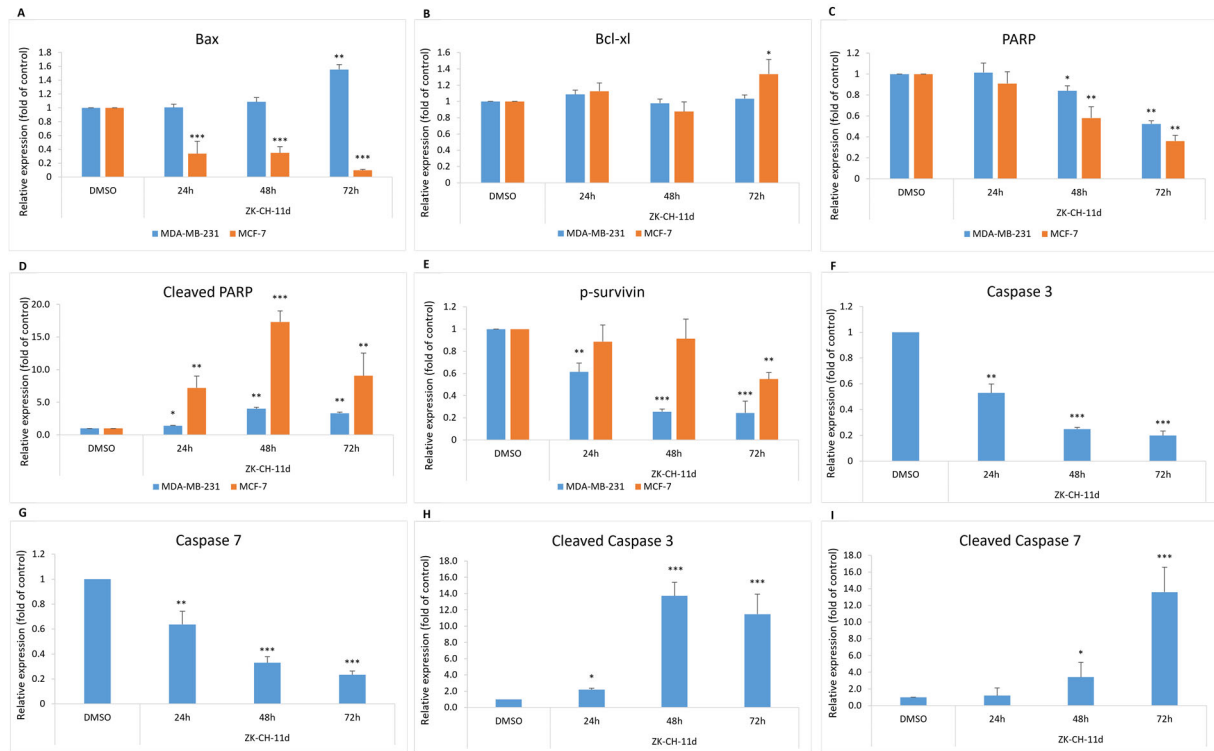 A
Bax
Relative expression (fold of control)
1.8
1.6
1.4
1.2
1
0.8
0.6
0.4
0.2
0
**
***
***
***
DMSO
24h
48h
72h
ZK-CH-11d
MDA-MB-231
MCF-7
B
Bcl-xl
Relative expression (fold of control)
1.6
1.4
1.2
1.0
0.8
0.6
0.4
0.2
0.0
*
DMSO
24h
48h
72h
ZK-CH-11d
MDA-MB-231
MCF-7
C
PARP
Relative expression (fold of control)
1.2
1
0.8
0.6
0.4
0.2
0
*
**
**
**
DMSO
24h
48h
72h
ZK-CH-11d
MDA-MB-231
MCF-7
D
Cleaved PARP
Relative expression (fold of control)
20.0
15.0
10.0
5.0
0.0
*
**
**
***
**
**
DMSO
24h
48h
72h
ZK-CH-11d
MDA-MB-231
MCF-7
E
p-survivin
Relative expression (fold of control)
1.2
1
0.8
0.6
0.4
0.2
0
**
***
***
**
DMSO
24h
48h
72h
ZK-CH-11d
MDA-MB-231
MCF-7
F
Caspase 3
Relative expression (fold of control)
1.2
1
0.8
0.6
0.4
0.2
0
**
***
***
DMSO
24h
48h
72h
ZK-CH-11d
G
Caspase 7
Relative expression (fold of control)
1.2
1
0.8
0.6
0.4
0.2
0
**
***
***
DMSO
24h
48h
72h
ZK-CH-11d
H
Cleaved Caspase 3
Relative expression (fold of control)
18.0
16.0
14.0
12.0
10.0
8.0
6.0
4.0
2.0
0.0
*
***
***
DMSO
24h
48h
72h
ZK-CH-11d
I
Cleaved Caspase 7
Relative expression (fold of control)
18.0
16.0
14.0
12.0
10.0
8.0
6.0
4.0
2.0
0.0
*
***
DMSO
24h
48h
72h
ZK-CH-11d